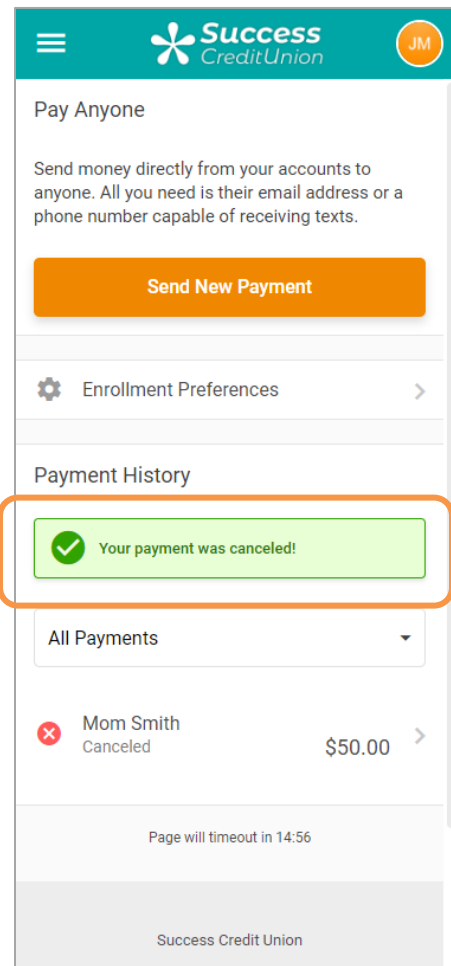 Success
CreditUnion
JM
Pay Anyone
Send money directly from your accounts to
anyone. All you need is their email address or a
phone number capable of receiving texts.
Send New Payment
Enrollment Preferences
Payment History
Your payment was canceled!
All Payments
Mom Smith
Canceled
$50.00
Page will timeout in 14:56
Success Credit Union